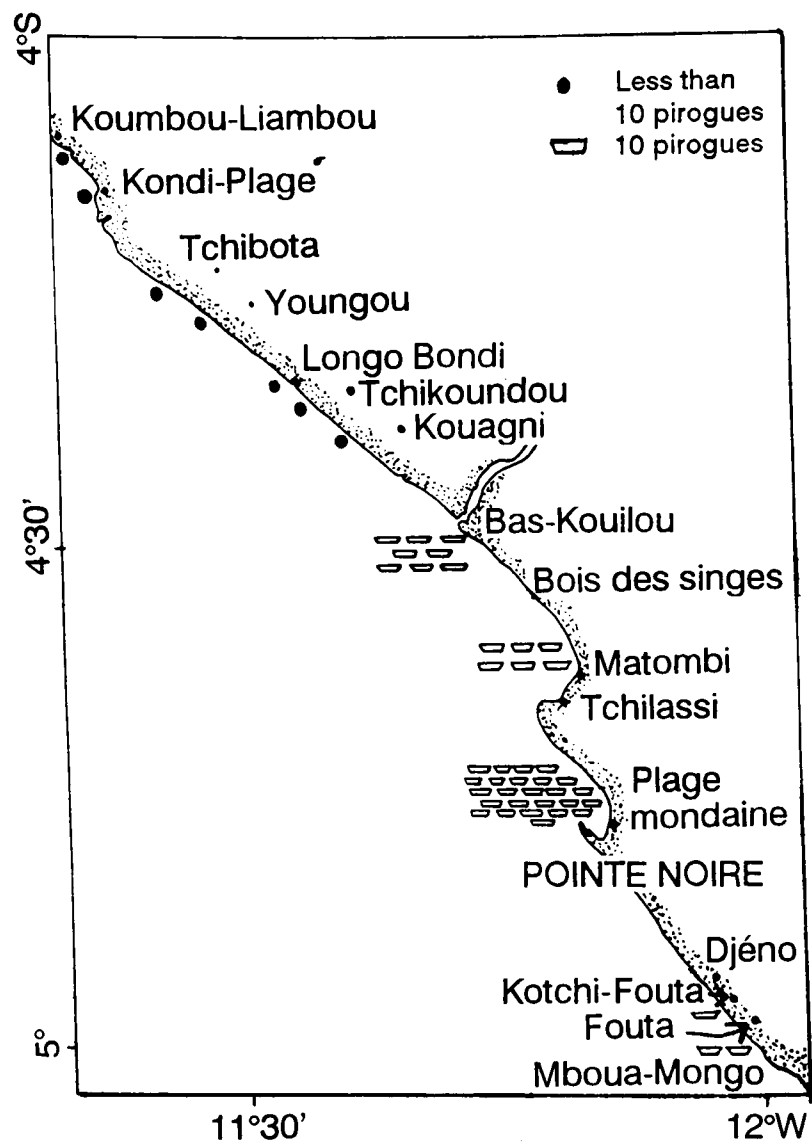 4°S
Less than
10 pirogues
10 pirogues
Koumbou-Liambou
Kondi-Plage
Tchibota
Youngou
Longo Bondi
Tchikoundou
Kouagni
4°30'
Bas-Kouilou
Bois des singes
Matombi
Tchilassi
Plage
mondaine
POINTE NOIRE
Djéno
Kotchi-Fouta
Fouta
5°
Mboua-Mongo
11°30'
12°W